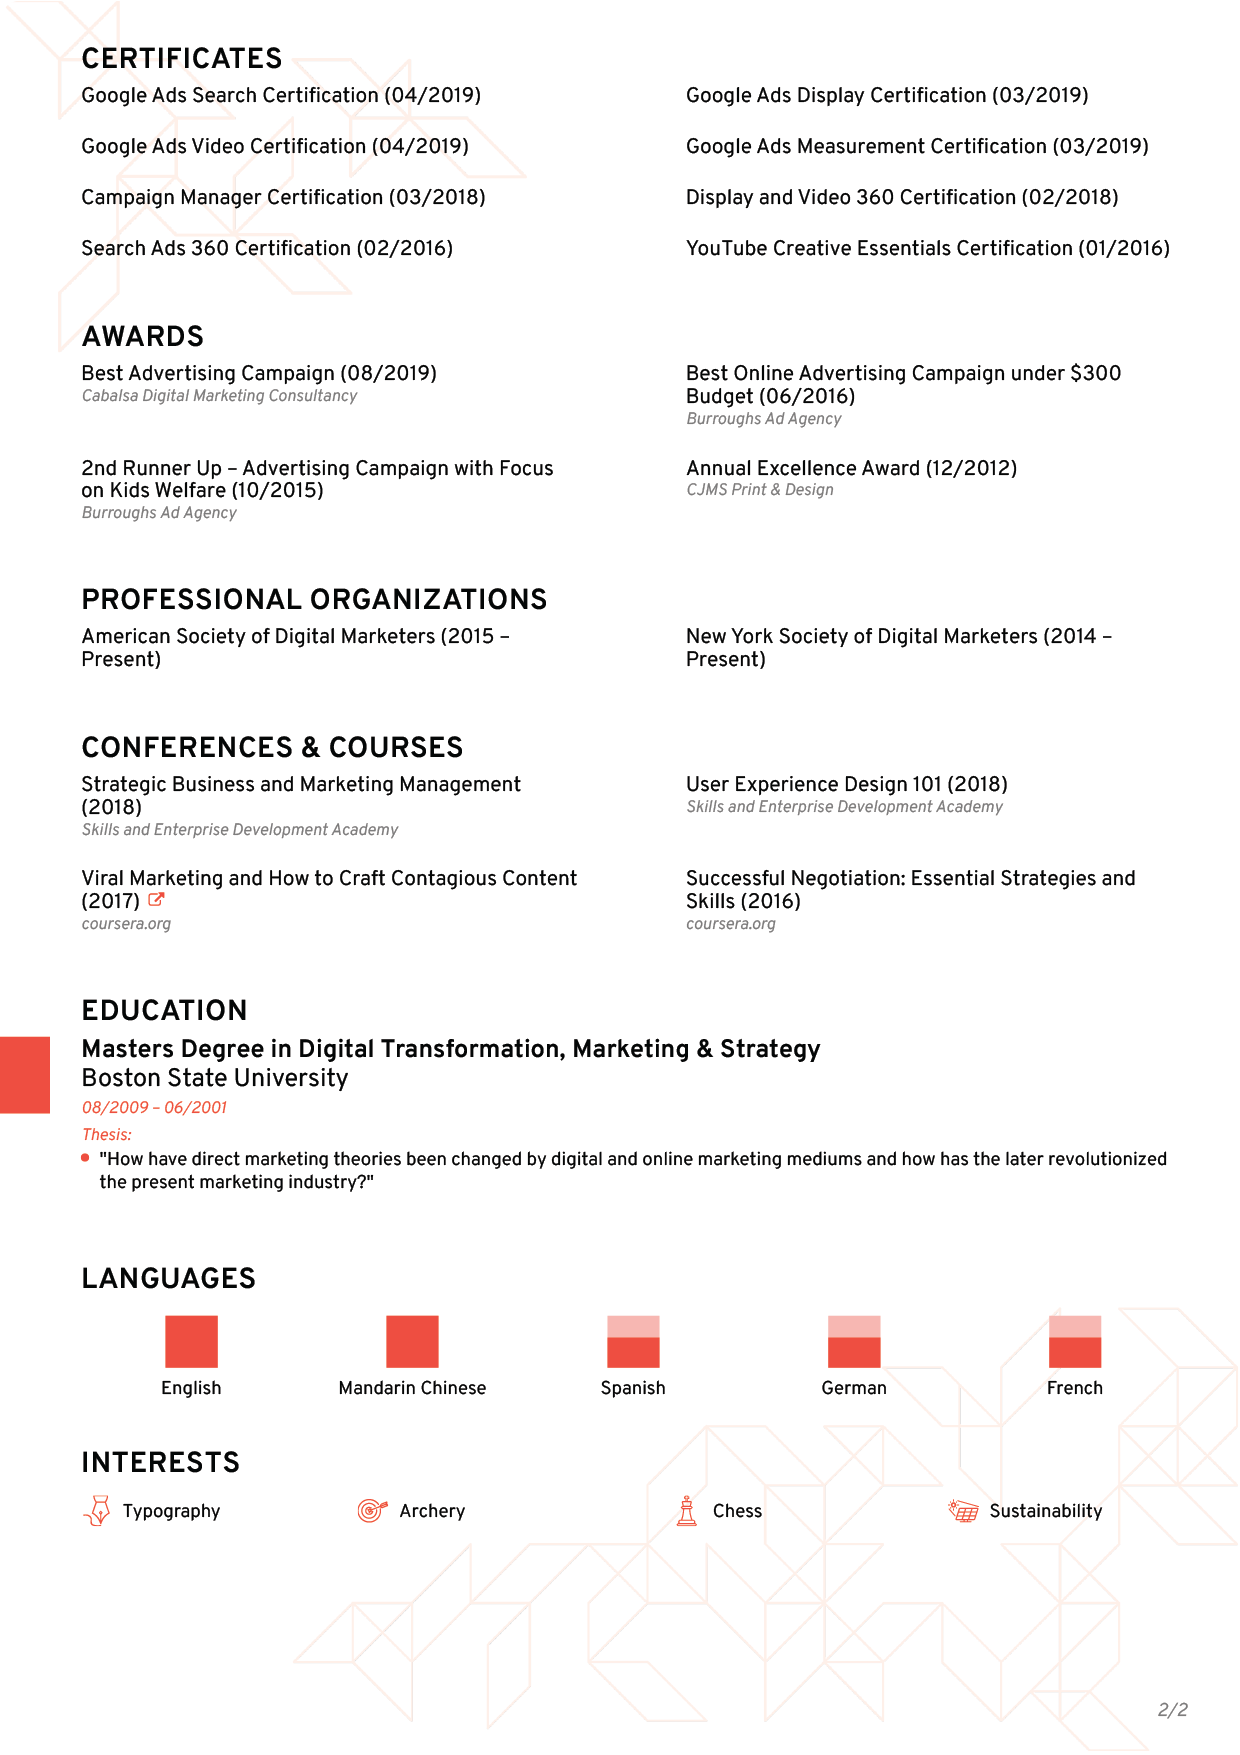 CERTIFICATES
Google Ads Search Certification (04/2019)
Google Ads Display Certification (03/2019)
Google Ads Video Certification (04/2019)
Google Ads Measurement Certification (03/2019)
Campaign Manager Certification (03/2018)
Display and Video 360 Certification (02/2018)
Search Ads 360 Certification (02/2016)
YouTube Creative Essentials Certification (01/2016)
AWARDS
Best Advertising Campaign (08/2019)
Cabalsa Digital Marketing Consultancy
Best Online Advertising Campaign under $300
Budget (06/2016)
Burroughs Ad Agency
2nd Runner Up – Advertising Campaign with Focus
on Kids Welfare (10/2015)
Burroughs Ad Agency
Annual Excellence Award (12/2012)
CJMS Print & Design
PROFESSIONAL ORGANIZATIONS
American Society of Digital Marketers (2015 –
Present)
New York Society of Digital Marketers (2014 –
Present)
CONFERENCES & COURSES
Strategic Business and Marketing Management
(2018)
Skills and Enterprise Development Academy
User Experience Design 101 (2018)
Skills and Enterprise Development Academy
Viral Marketing and How to Craft Contagious Content
(2017)
coursera.org
Successful Negotiation: Essential Strategies and
Skills (2016)
coursera.org
EDUCATION
Masters Degree in Digital Transformation, Marketing & Strategy
Boston State University
08/2009 – 06/2001
Thesis:
"How have direct marketing theories been changed by digital and online marketing mediums and how has the later revolutionized
the present marketing industry?"
LANGUAGES
English
Mandarin Chinese
Spanish
German
French
INTERESTS
Typography
Archery
Chess
Sustainability
2/2